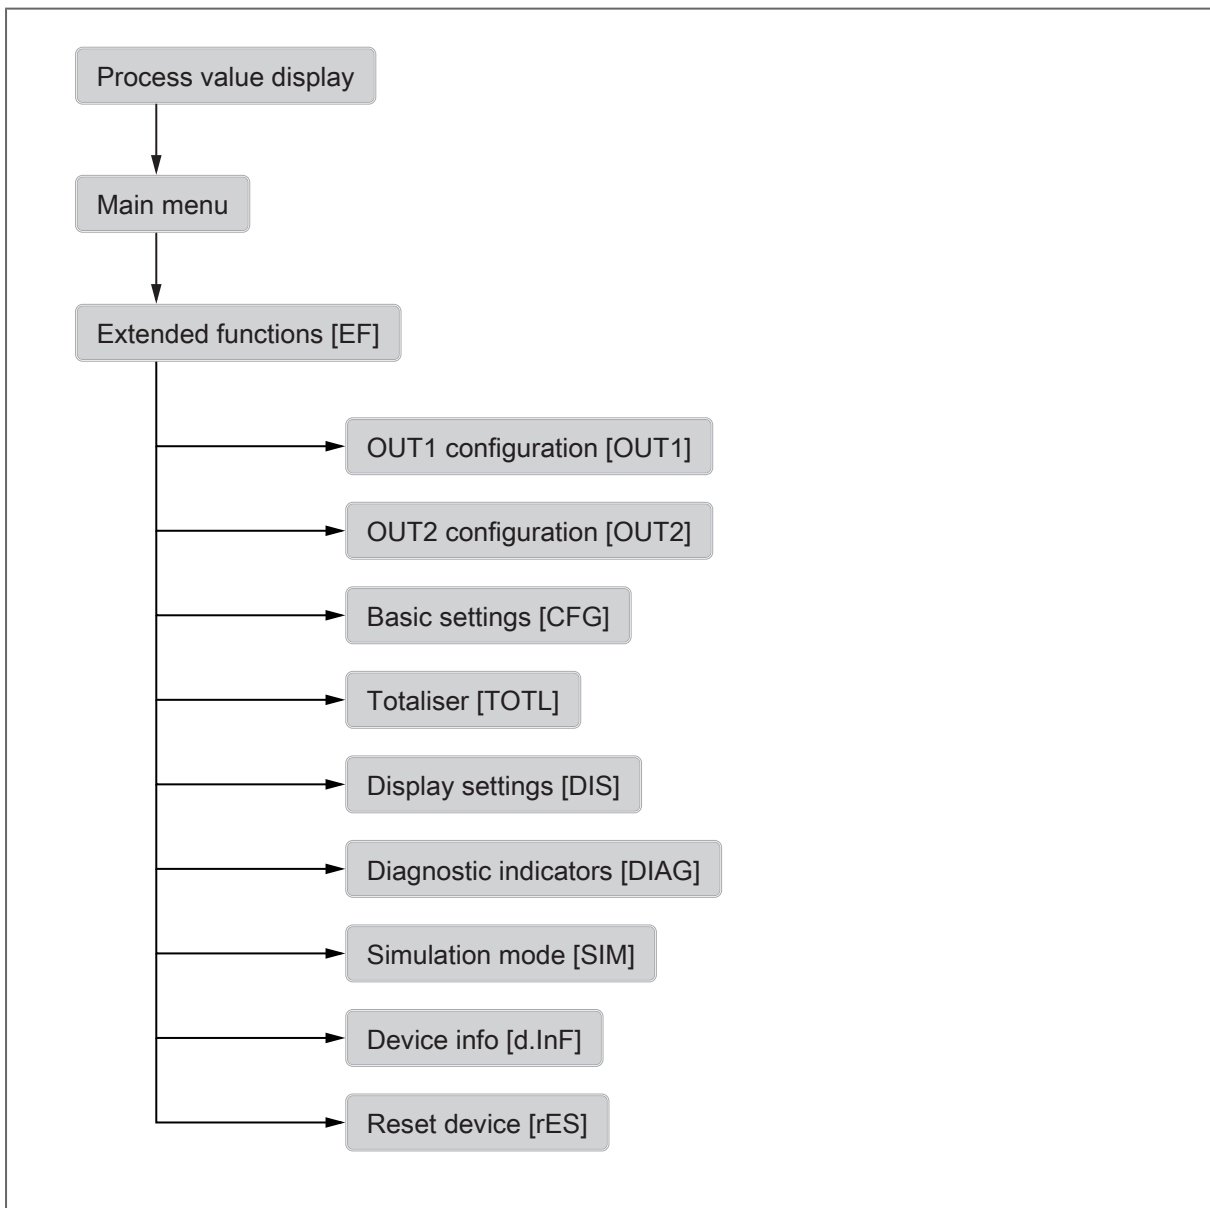 Process value display
Main menu
Extended functions [EF]
OUT1 configuration [OUT1]
OUT2 configuration [OUT2]
Basic settings [CFG]
Totaliser [TOTL]
Display settings [DIS]
Diagnostic indicators [DIAG]
Simulation mode [SIM]
Device info [d.InF]
Reset device [rES]